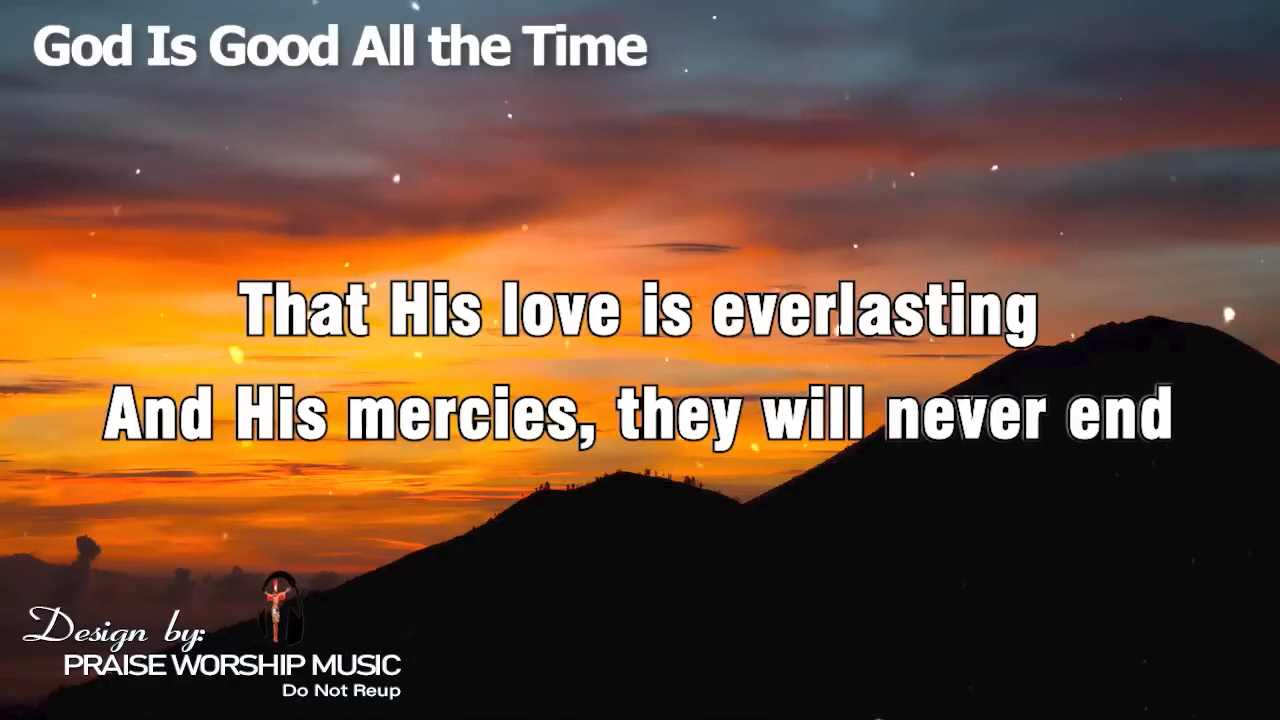 God Is Good All the Time
That His love is everlasting
And His mercies, they will never end
Design by:
PRAISE WORSHIP MUSIC
Do Not Reup